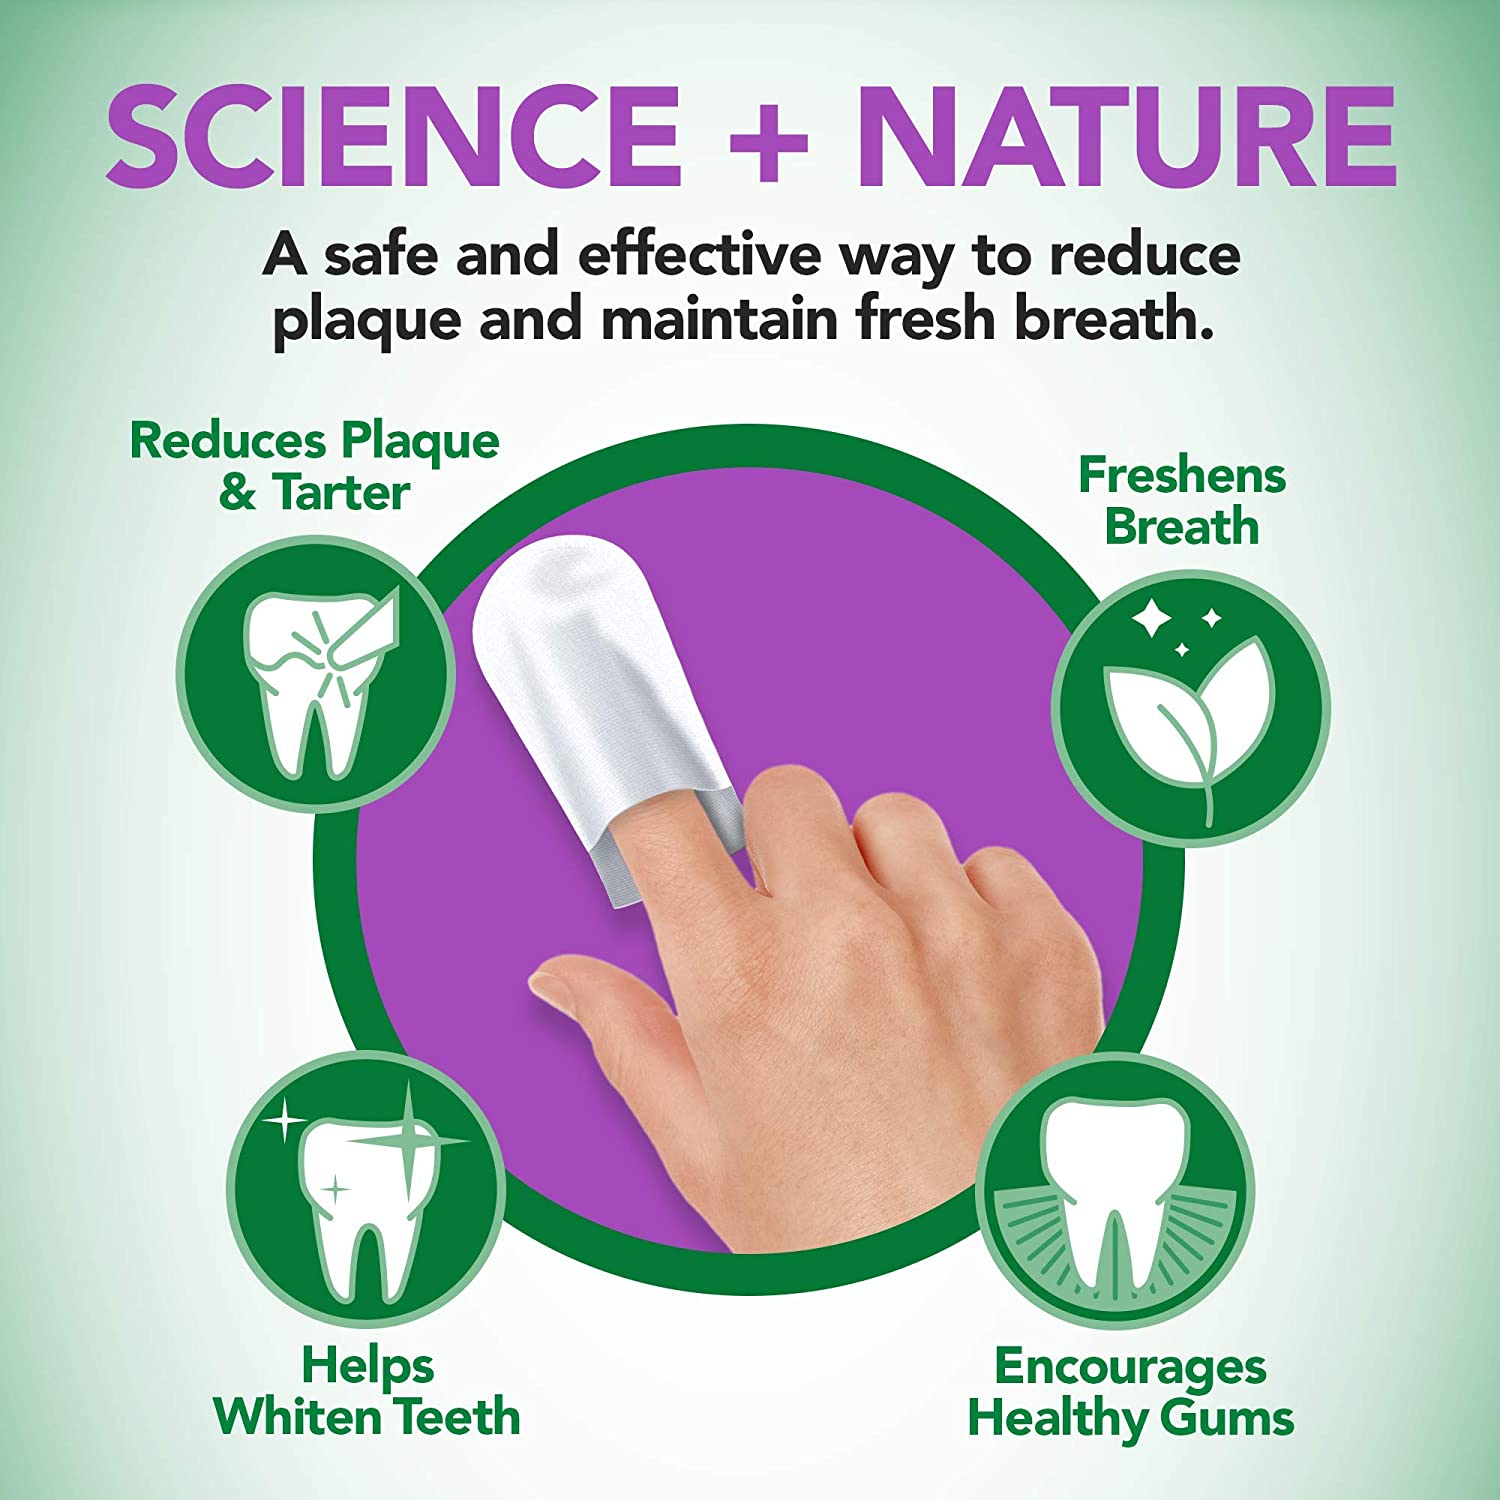 SCIENCE + NATURE
A safe and effective way to reduce
plaque and maintain fresh breath.
Reduces Plaque
& Tarter
Freshens
Breath
Helps
Whiten Teeth
Encourages
Healthy Gums